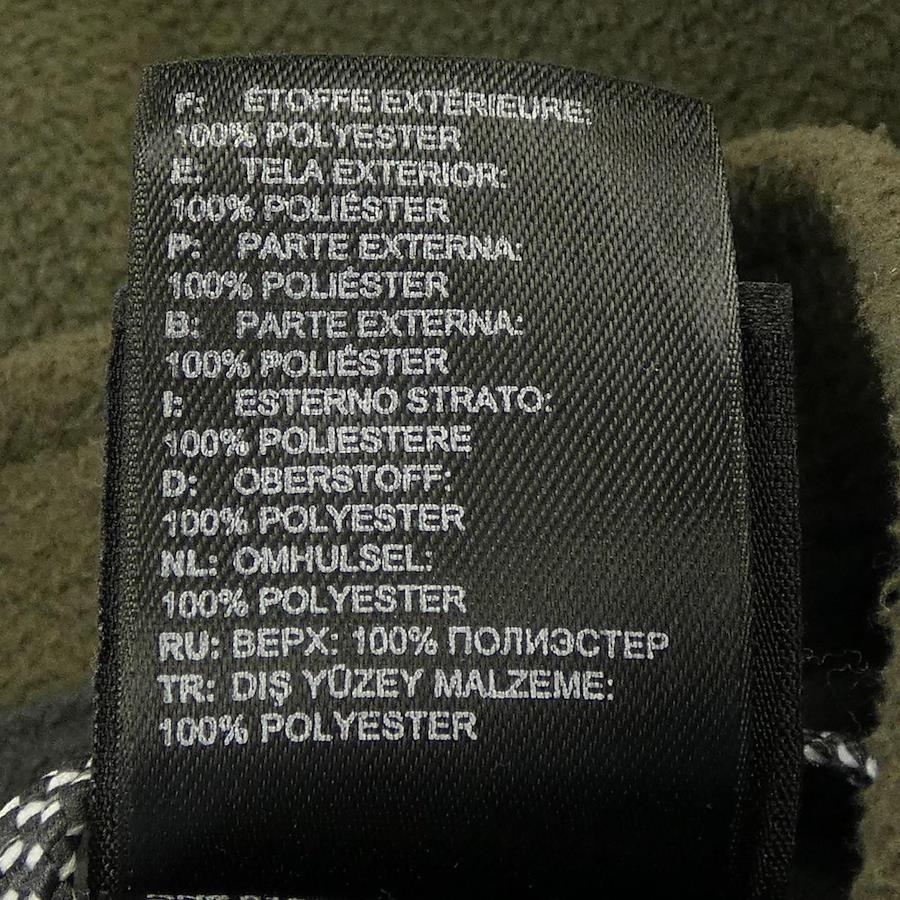 F: ÉTOFFE EXTÉRIEURE:
100% POLYESTER
E: TELA EXTERIOR:
100% POLIÉSTER
P: PARTE EXTERNA:
100% POLIÉSTER
B: PARTE EXTERNA:
100% POLIÉSTER
I: ESTERNO STRATO:
100% POLIESTERE
D: OBERSTOFF:
100% POLYESTER
NL: OMHULSEL:
100% POLYESTER
RU: ВЕРХ: 100% ПОЛИЭСТЕР
TR: DIŞ YÜZEY MALZEME:
100% POLYESTER